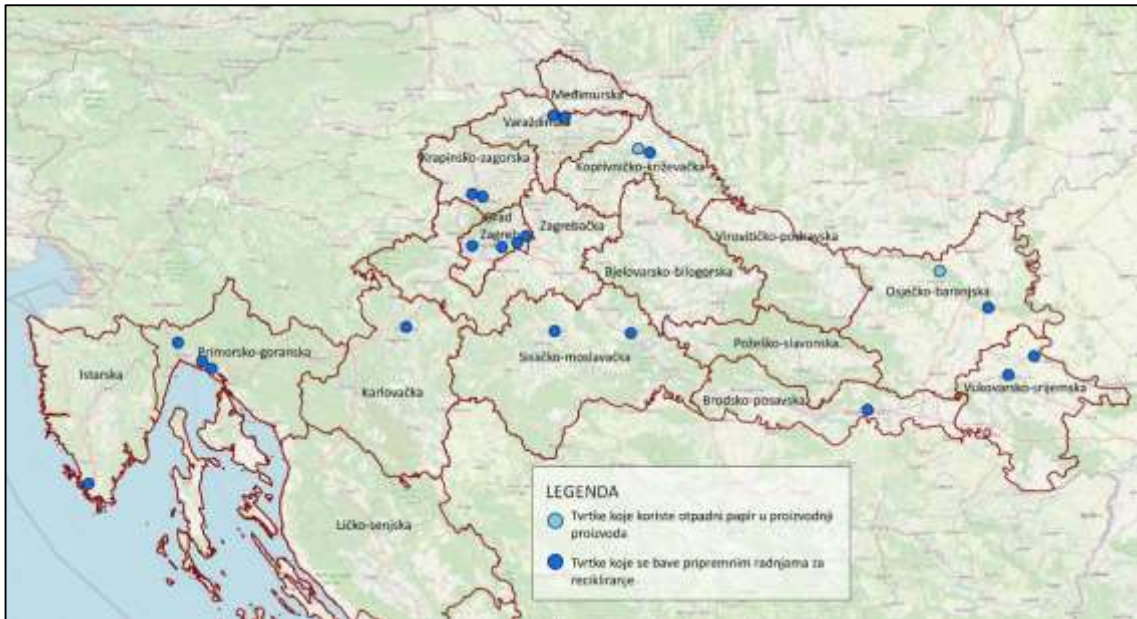 Međimurska
Varaždinska
Krapinsko-zagorska
Koprivničko-križevačka
Grad
Zagreb
Zagrebačka
Virovitičko-podravska
Bjelovarsko-bilogorska
Osječko-baranjska
Primorsko-goranska
Istarska
Karlovačka
Sisačko-moslavačka
Požeško-slavonska
Brodsko-posavska
Vukovarsko-srijemska
Ličko-senjska
LEGENDA
Tvrtke koje koriste otpadni papir u proizvodnji
proizvoda
Tvrtke koje se bave pripremnim radnjama za
recikliranje